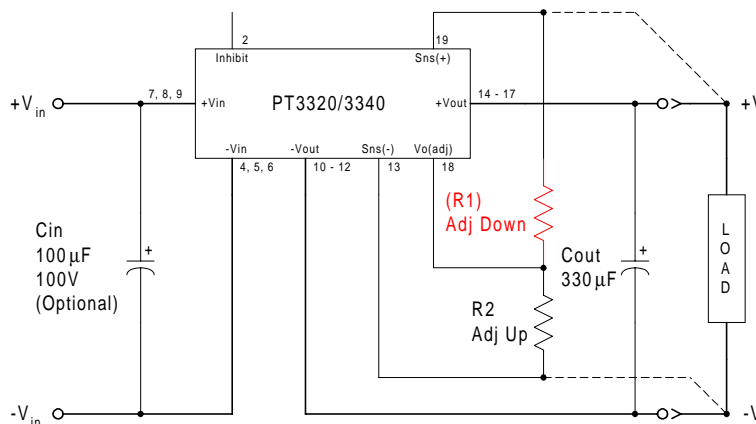 2
19
Inhibit
Sns(+)
7, 8, 9
+Vin
PT3320/3340
+Vout
14 - 17
+V
in
+V
-Vin
-Vout
Sns(-)
Vo(adj)
4, 5, 6
10 - 12
13
18
(R1)
Adj Down
Cin
100µF
100V
(Optional)
+
Cout
330µF
+
LOAD
R2
Adj Up
-V
in
-V